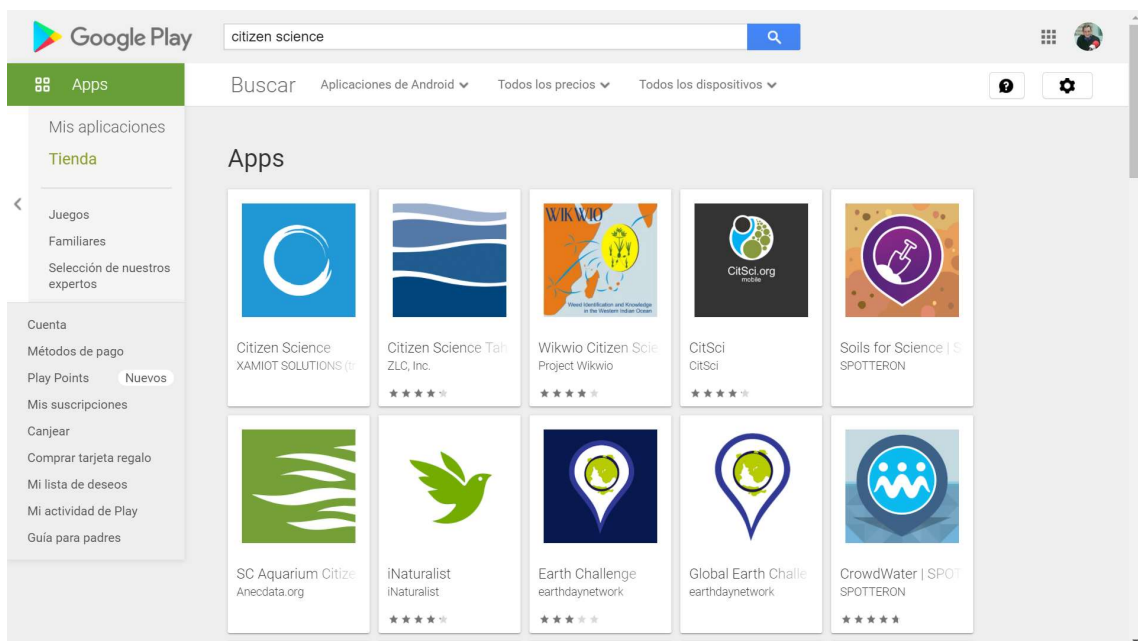 Google Play
citizen science
Apps
Buscar
Aplicaciones de Android
Todos los precios
Todos los dispositivos
Mis aplicaciones
Tienda
Juegos
Familiares
Selección de nuestros
expertos
Cuenta
Métodos de pago
Play Points
Nuevos
Mis suscripciones
Canjear
Comprar tarjeta regalo
Mi lista de deseos
Mi actividad de Play
Guía para padres
Apps
Citizen Science
XAMIOT SOLUTIONS
Citizen Science Tah
ZLC, Inc.
WIKWIO
Weed Identification and Knowledge
in the Western Indian Ocean
Wikwio Citizen Scie
Project Wikwio
CitSci.org
mobile
CitSci
CitSci
Soils for Science | S
SPOTTERON
SC Aquarium Citize
Anecdata.org
iNaturalist
iNaturalist
Earth Challenge
earthdaynetwork
Global Earth Challe
earthdaynetwork
CrowdWater | SPOT
SPOTTERON